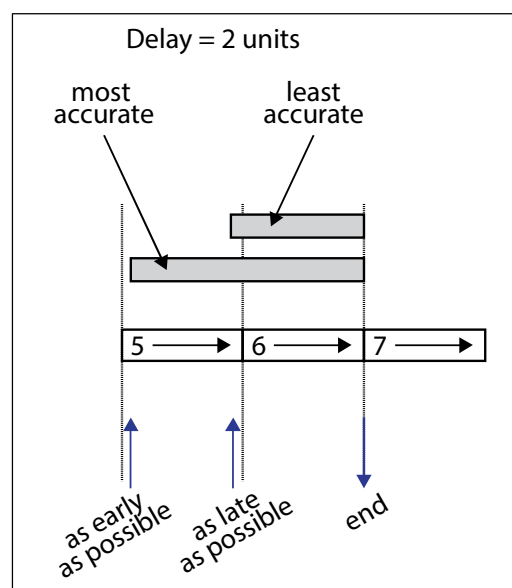 Delay = 2 units
most
accurate
least
accurate
5
6
7
as early
as possible
as late
as possible
end